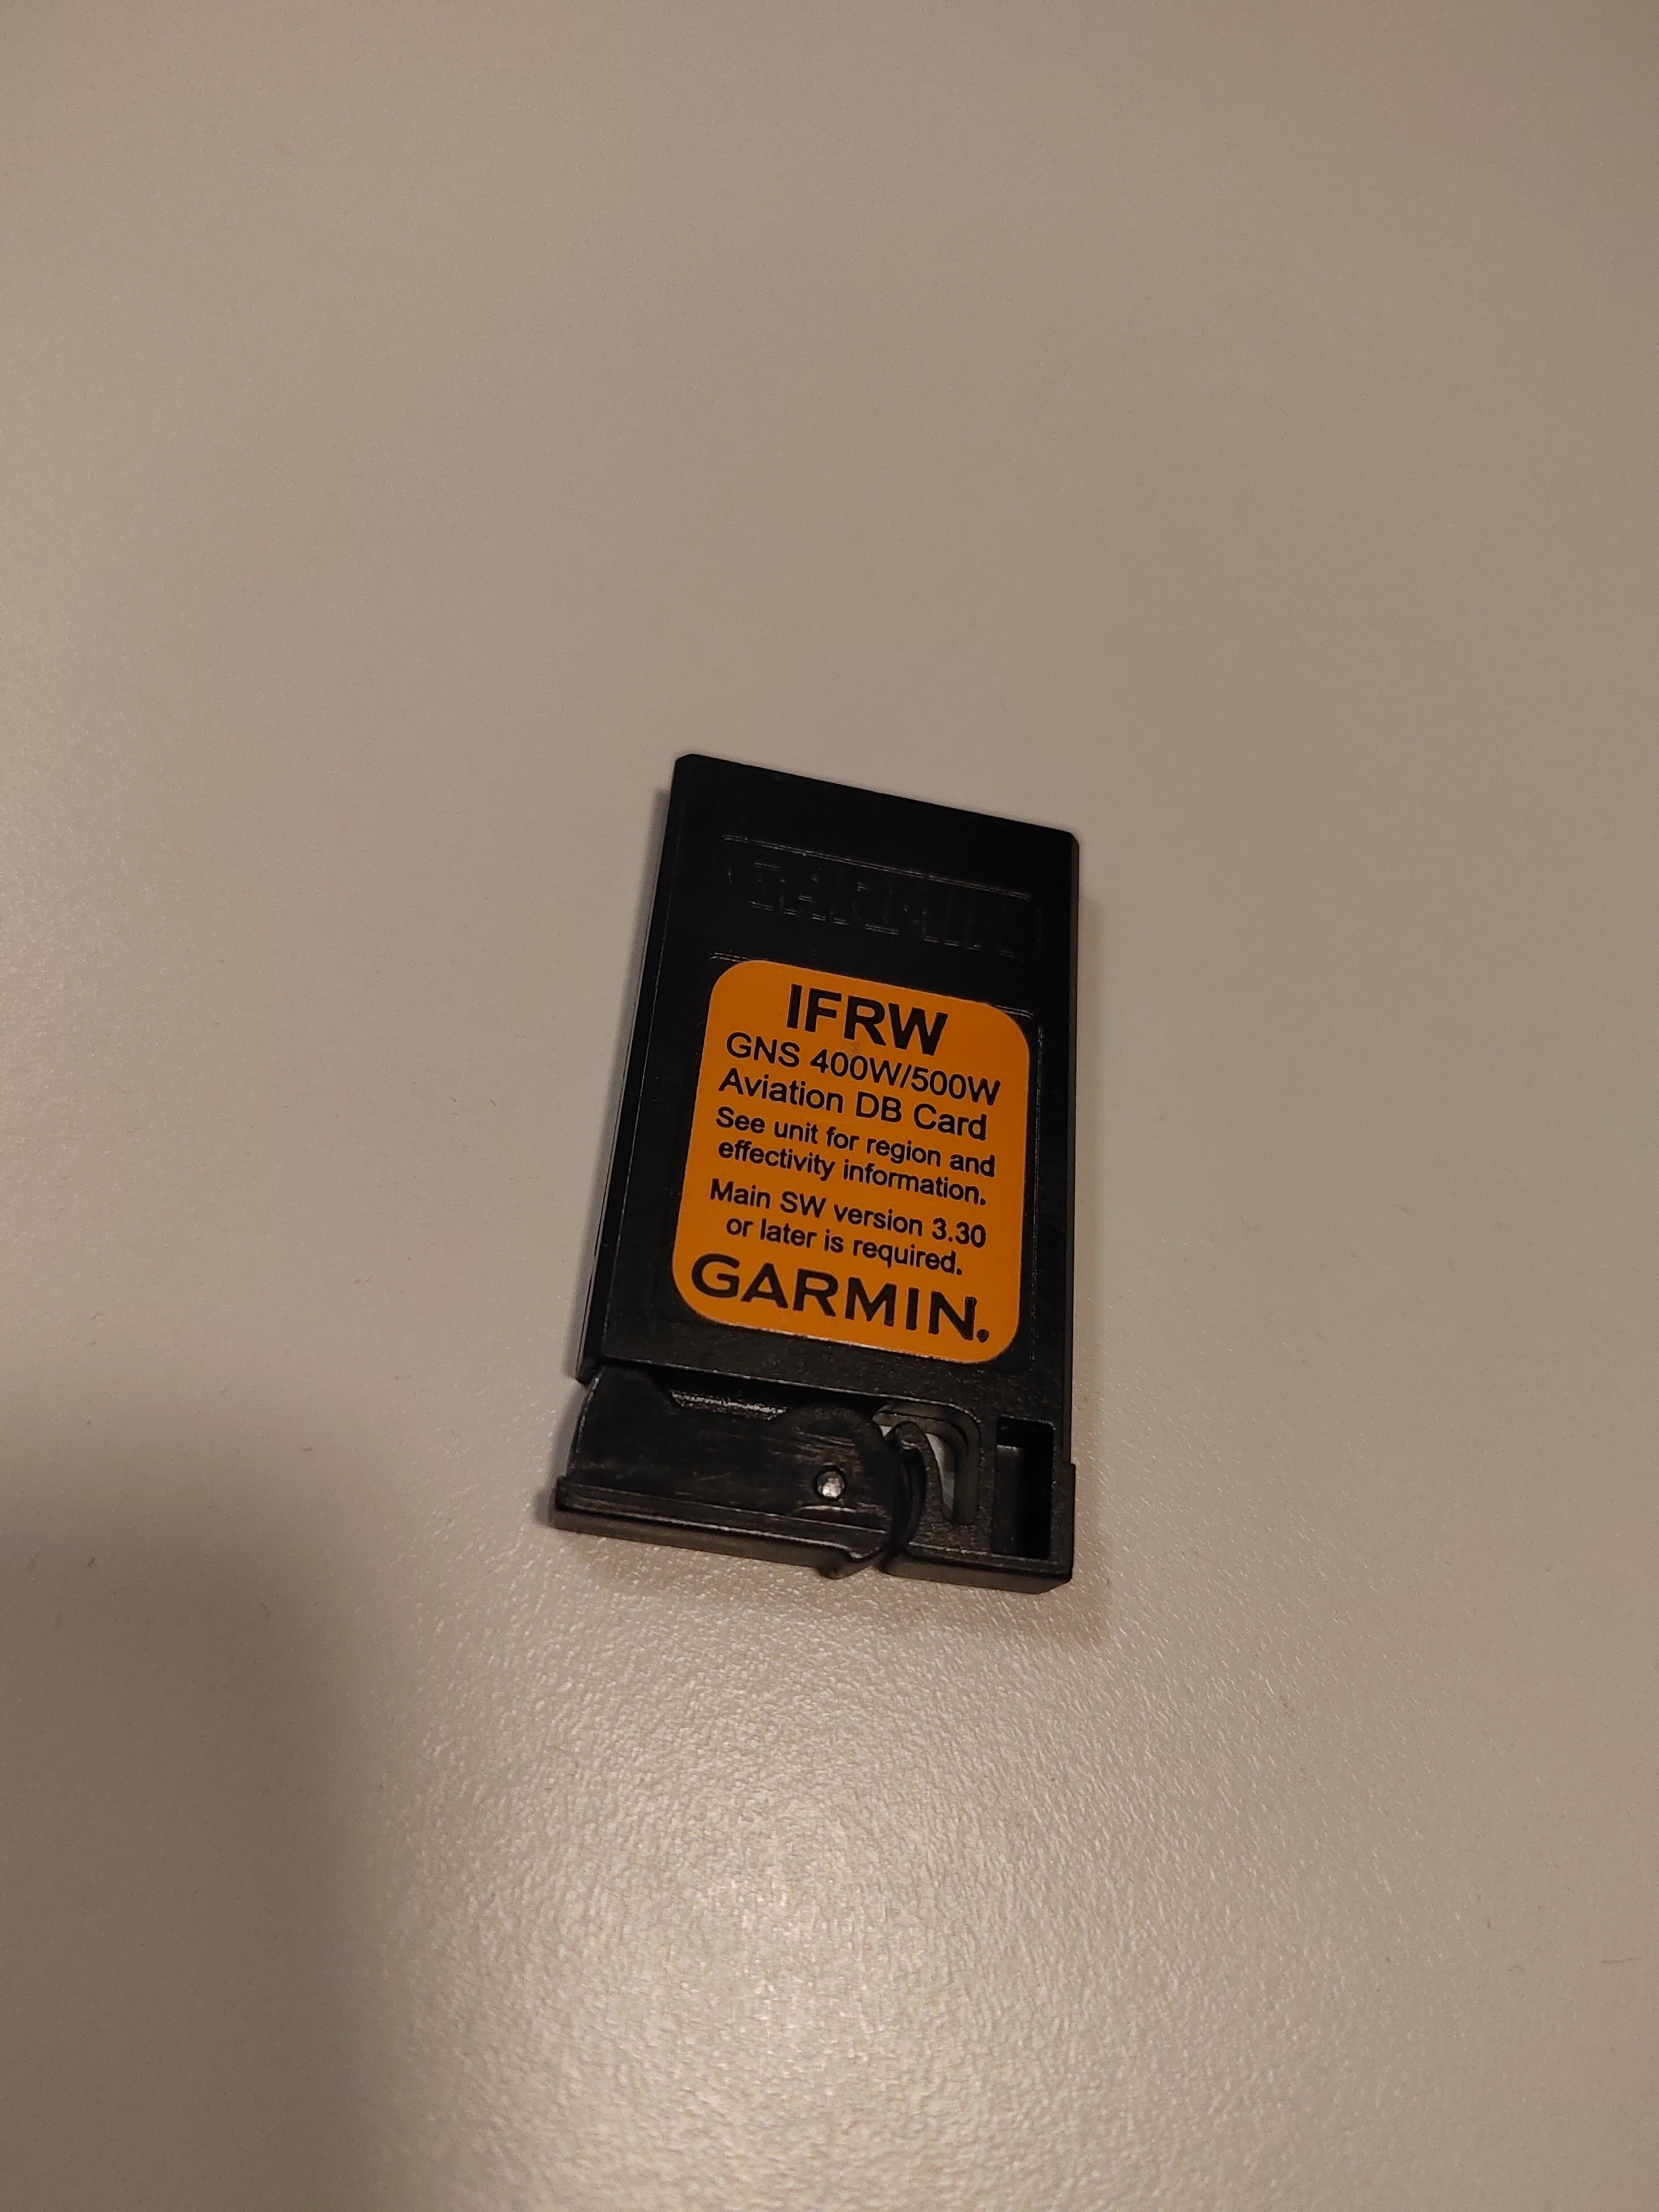 GARMIN
IFRW
GNS 400W/500W
Aviation DB Card
See unit for region and
effectivity information.
Main SW version 3.30
or later is required.
GARMIN.